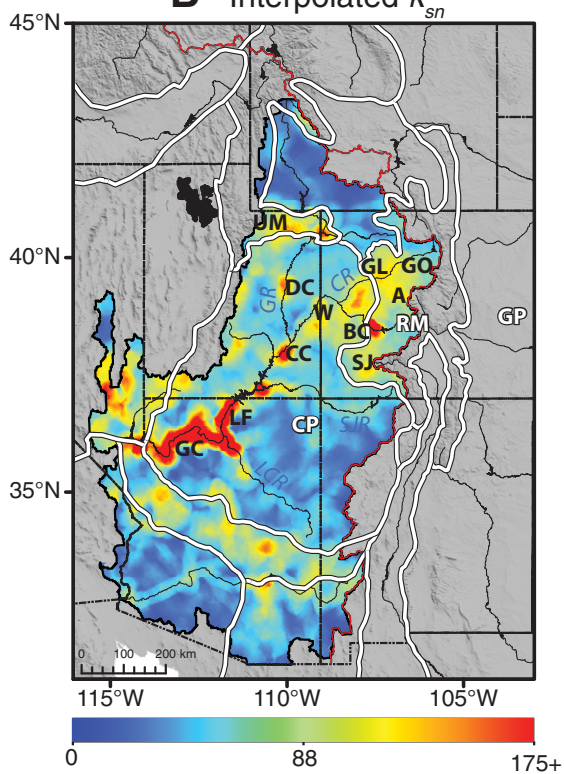 B Interpolated ksn
45°N
40°N
35°N
UM
GL
GO
DC
CR
GR
A
W
BC
RM
GP
CC
SJ
LF
CP
SJR
GC
LCR
0 100 200 km
115°W 110°W 105°W
0 88 175+